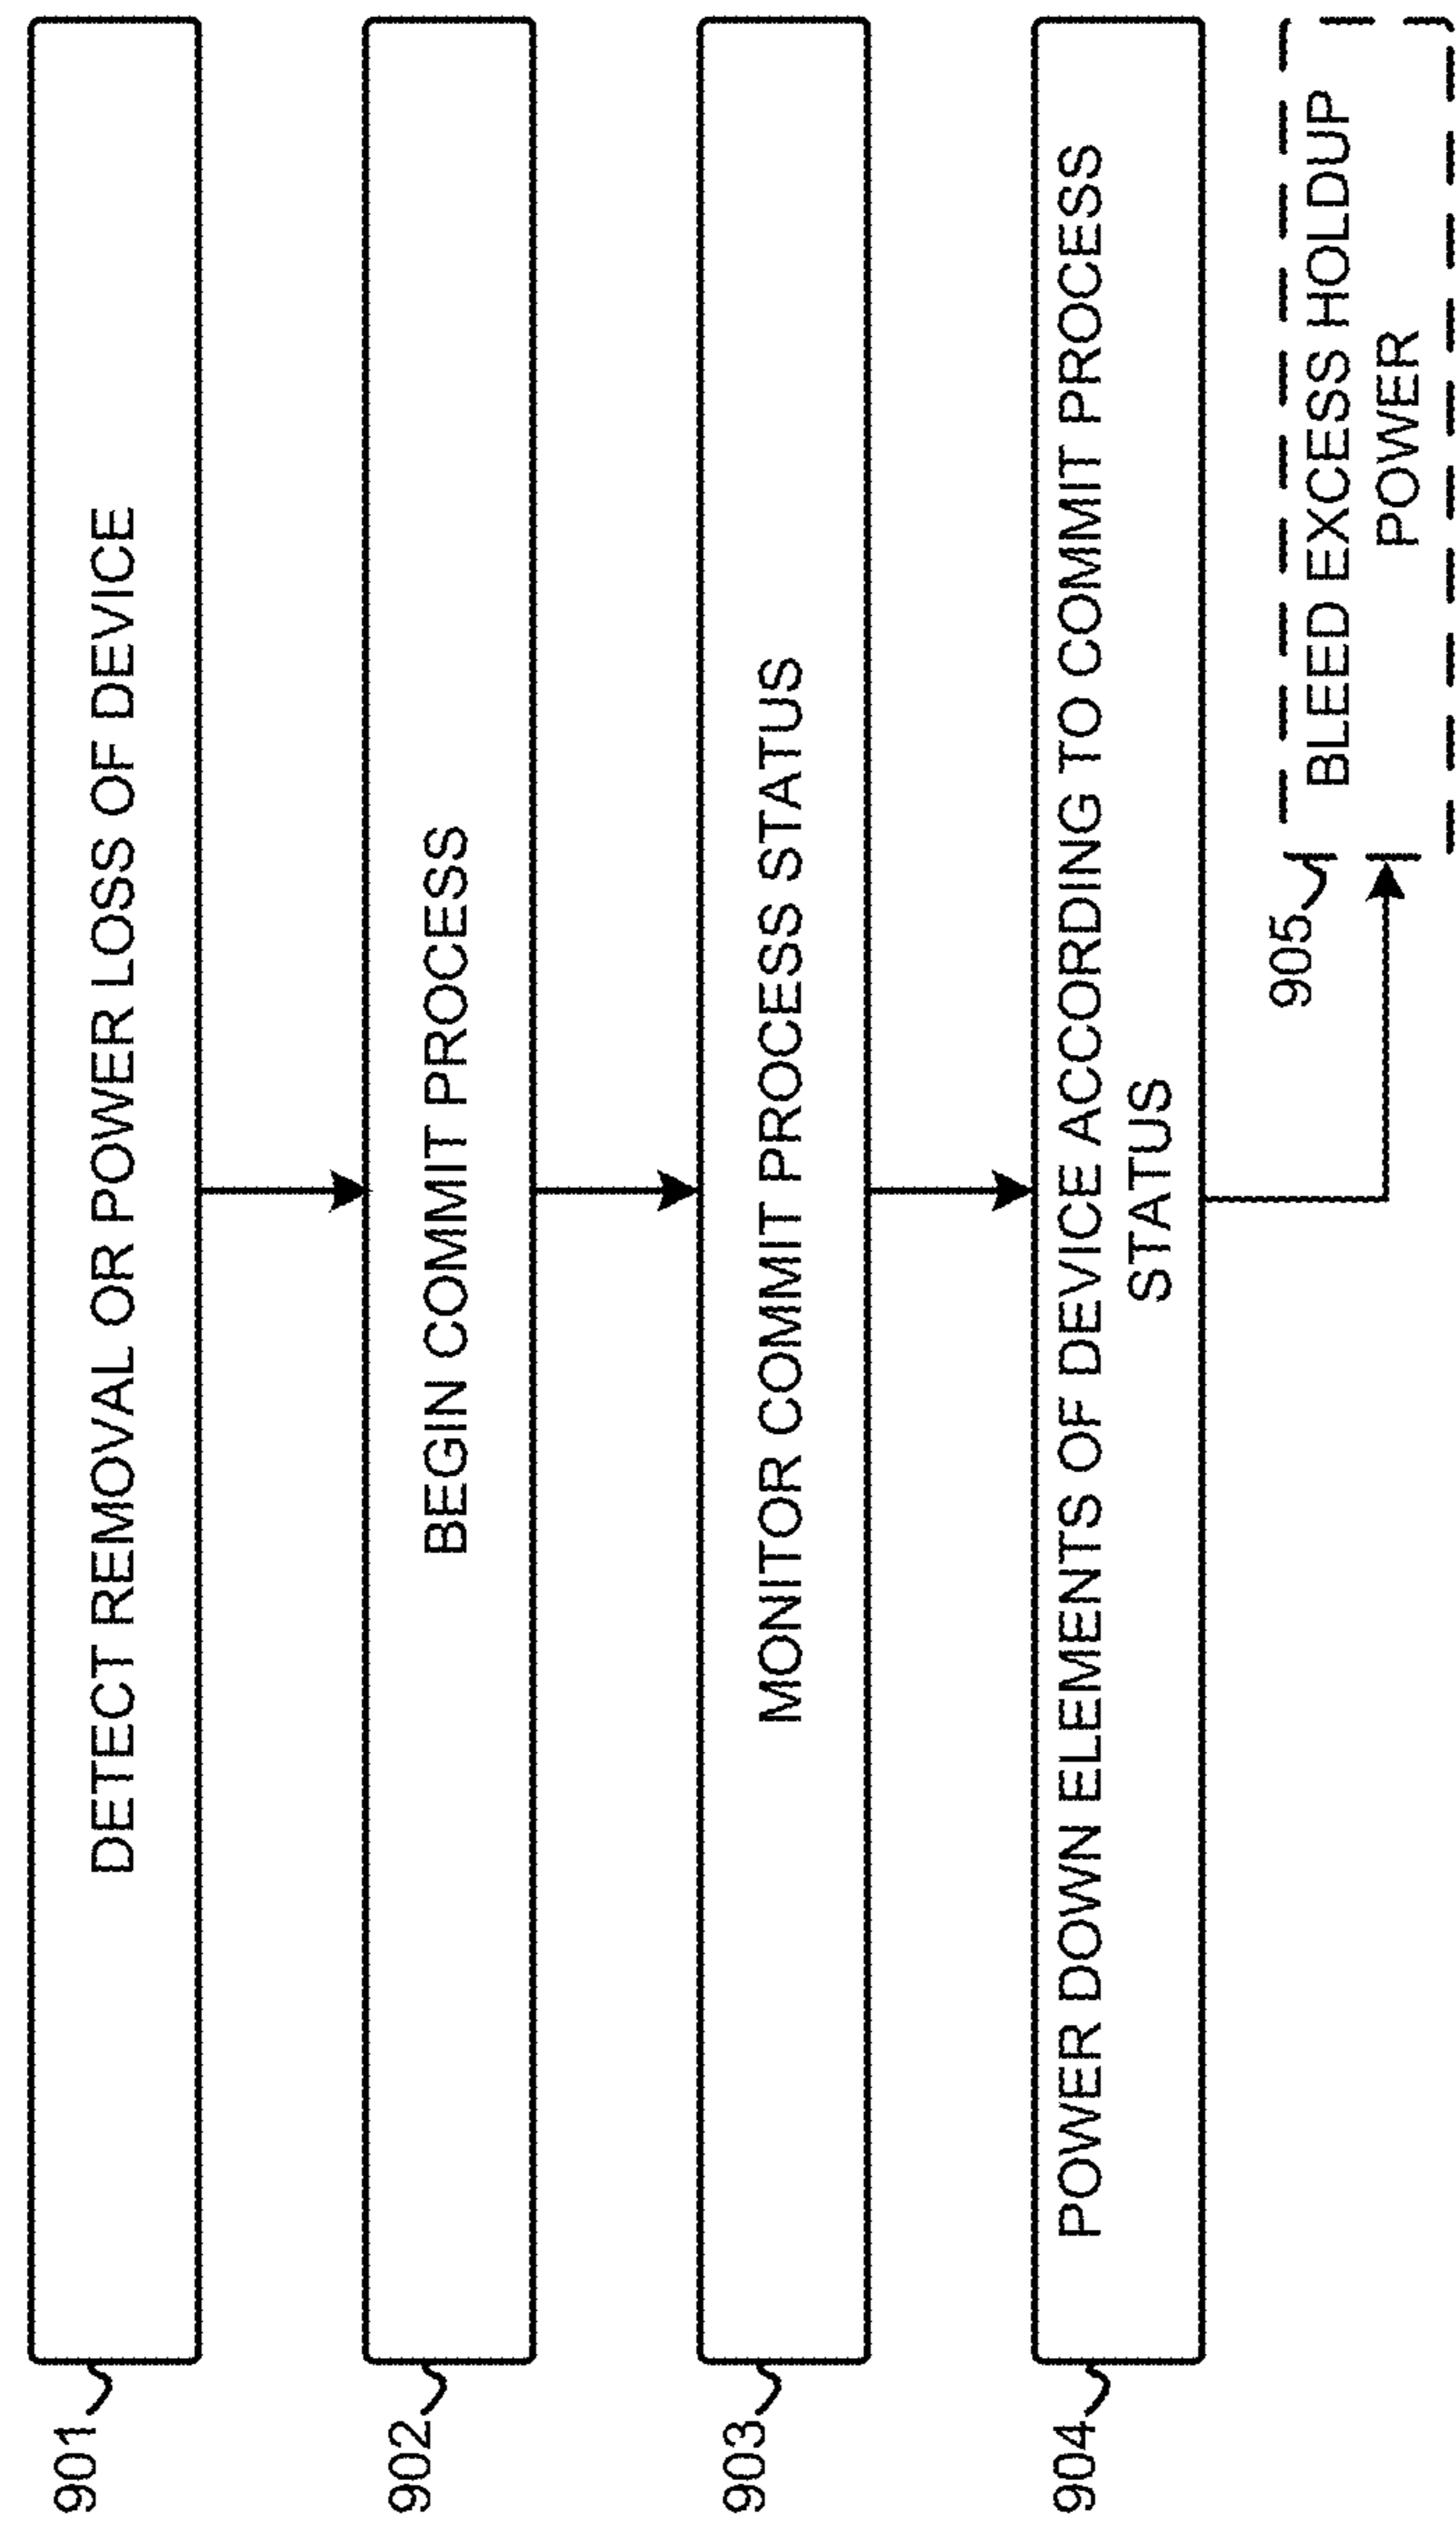 901
DETECT REMOVAL OR POWER LOSS OF DEVICE
902
BEGIN COMMIT PROCESS
903
MONITOR COMMIT PROCESS STATUS
904
POWER DOWN ELEMENTS OF DEVICE ACCORDING TO COMMIT PROCESS
STATUS
905
BLEED EXCESS HOLDUP
POWER